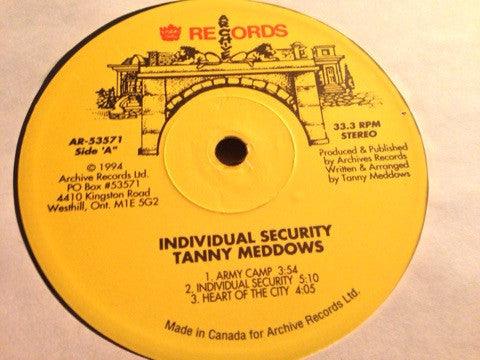 RECORDS
ARCHIVE
AR-53571
Side 'A"
© 1994
Archive Records Ltd.
PO Box #53571
4410 Kingston Road
Westhill, Ont. M1E 5G2
33.3 RPM
STEREO
Produced & Published
by Archives Records
Written & Arranged
by Tanny Meddows
INDIVIDUAL SECURITY
TANNY MEDDOWS
1. ARMY CAMP 3:54
2. INDIVIDUAL SECURITY 5:10
3. HEART OF THE CITY 4:05
Made in Canada for Archive Records Ltd.